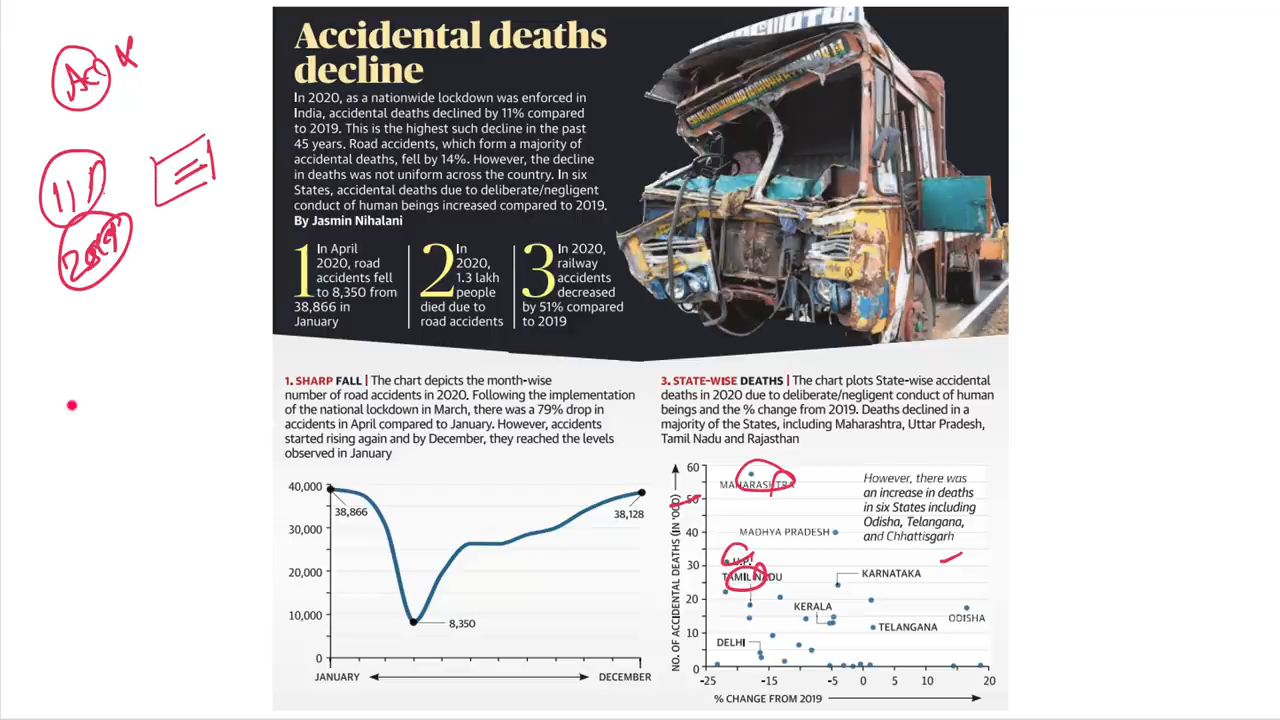 Accidental deaths
decline
In 2020, as a nationwide lockdown was enforced in
India, accidental deaths declined by 11% compared
to 2019. This is the highest such decline in the past
45 years. Road accidents, which form a majority of
accidental deaths, fell by 14%. However, the decline
in deaths was not uniform across the country. In six
States, accidental deaths due to deliberate/negligent
conduct of human beings increased compared to 2019.
By Jasmin Nihalani
1 In April
2020, road
accidents fell
to 8,350 from
38,866 in
January
2 In
2020,
1.3 lakh
people
died due to
road accidents
3 In 2020,
railway
accidents
decreased
by 51% compared
to 2019
1. SHARP FALL | The chart depicts the month-wise
number of road accidents in 2020. Following the implementation
of the national lockdown in March, there was a 79% drop in
accidents in April compared to January. However, accidents
started rising again and by December, they reached the levels
observed in January
40,000
30,000
20,000
10,000
0
38,866
8,350
38,128
JANUARY
DECEMBER
3. STATE-WISE DEATHS | The chart plots State-wise accidental
deaths in 2020 due to deliberate/negligent conduct of human
beings and the % change from 2019. Deaths declined in a
majority of the States, including Maharashtra, Uttar Pradesh,
Tamil Nadu and Rajasthan
NO. OF ACCIDENTAL DEATHS (IN '000)
60
50
40
30
20
10
0
MAHARASHTRA
However, there was
an increase in deaths
in six States including
Odisha, Telangana,
and Chhattisgarh
MADHYA PRADESH
U.P.
TAMIL NADU
KARNATAKA
KERALA
ODISHA
TELANGANA
DELHI
-25 -15 -5 0 5 10 15 20
% CHANGE FROM 2019